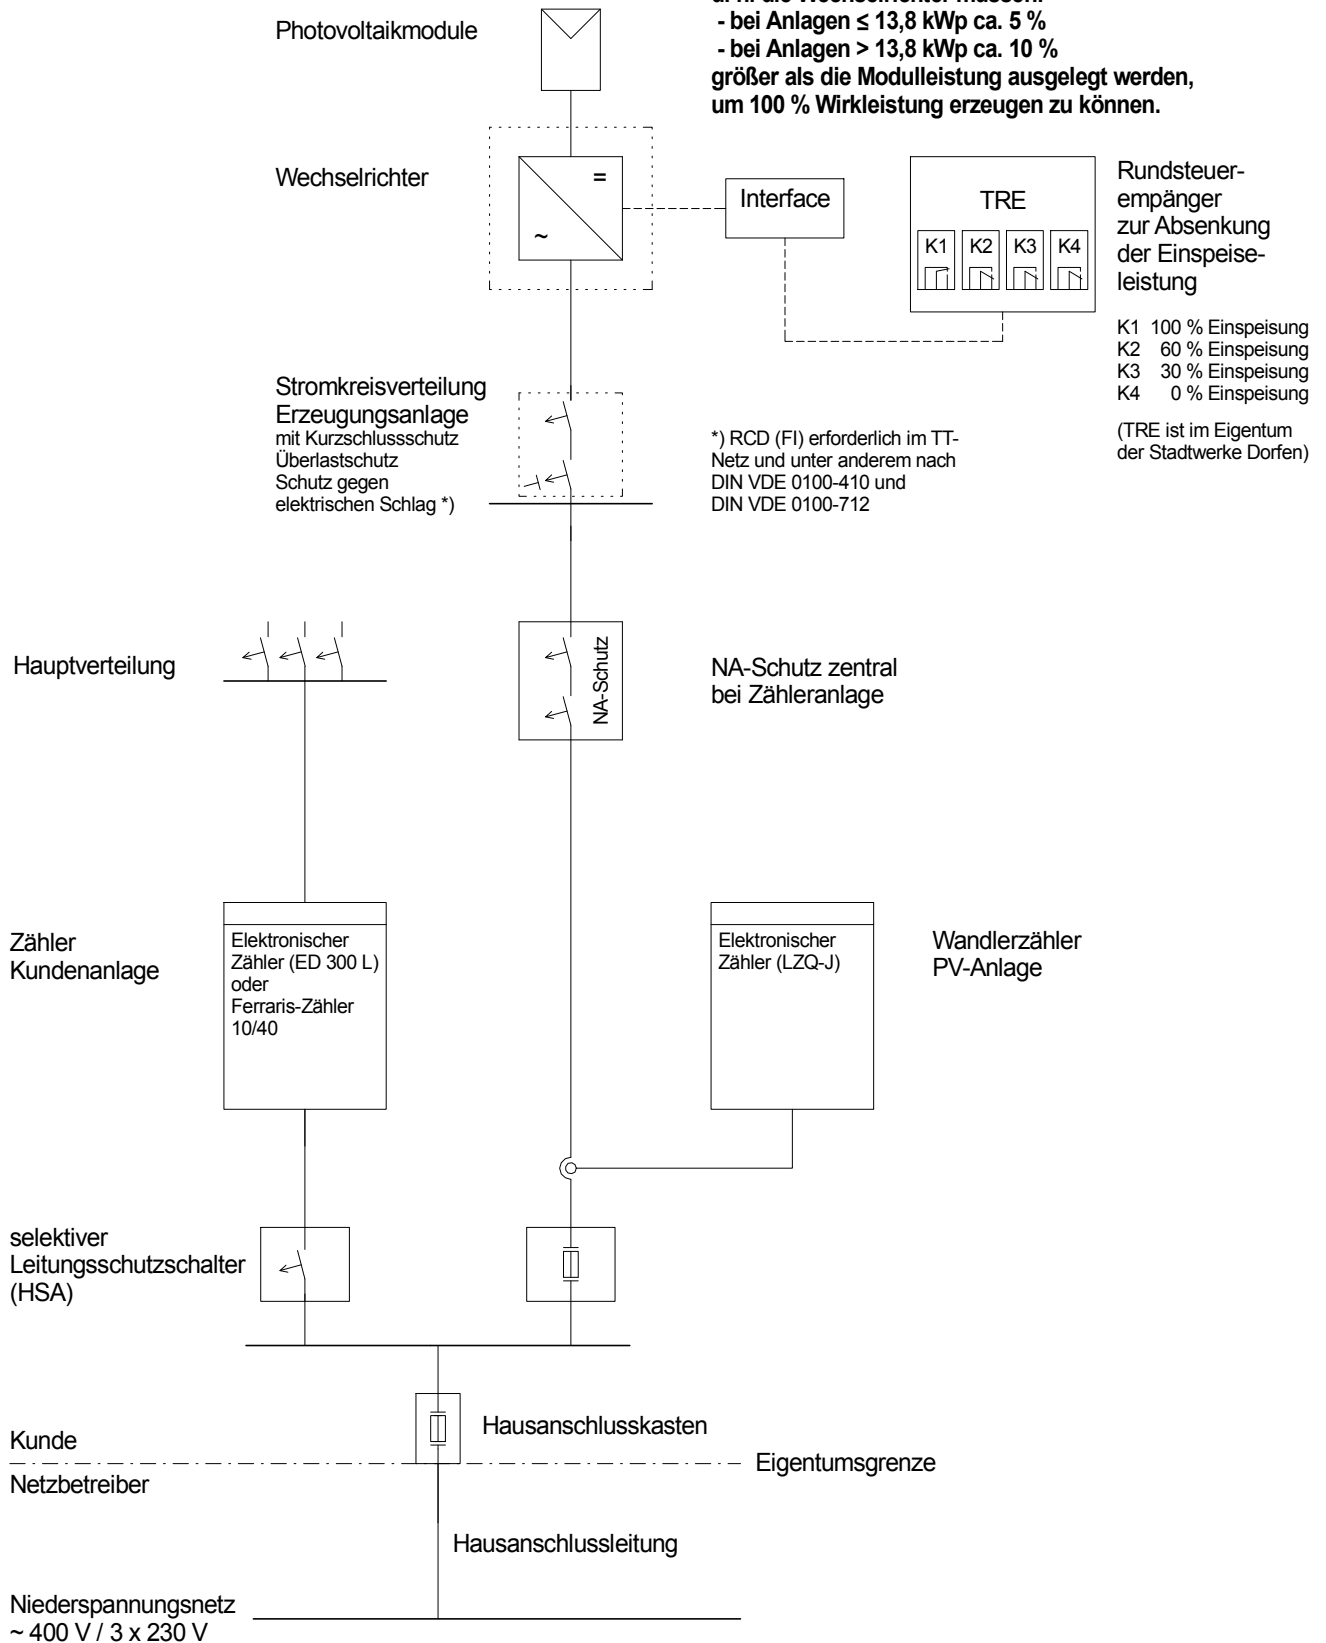 Photovoltaikmodule
- bei Anlagen ≤ 13,8 kWp ca. 5 %
- bei Anlagen > 13,8 kWp ca. 10 %
größer als die Modulleistung ausgelegt werden,
um 100 % Wirkleistung erzeugen zu können.
Wechselrichter
=
~
Interface
TRE
K1 K2 K3 K4
Rundsteuer-
empänger
zur Absenkung
der Einspeise-
leistung
K1 100 % Einspeisung
K2 60 % Einspeisung
K3 30 % Einspeisung
K4 0 % Einspeisung
(TRE ist im Eigentum
der Stadtwerke Dorfen)
Stromkreisverteilung
Erzeugungsanlage
mit Kurzschlussschutz
Überlastschutz
Schutz gegen
elektrischen Schlag *)
*) RCD (FI) erforderlich im TT-
Netz und unter anderem nach
DIN VDE 0100-410 und
DIN VDE 0100-712
Hauptverteilung
NA-Schutz
NA-Schutz zentral
bei Zähleranlage
Zähler
Kundenanlage
Elektronischer
Zähler (ED 300 L)
oder
Ferraris-Zähler
10/40
Elektronischer
Zähler (LZQ-J)
Wandlerzähler
PV-Anlage
selektiver
Leitungsschutzschalter
(HSA)
Hausanschlusskasten
Kunde
Eigentumsgrenze
Netzbetreiber
Hausanschlussleitung
Niederspannungsnetz
~ 400 V / 3 x 230 V